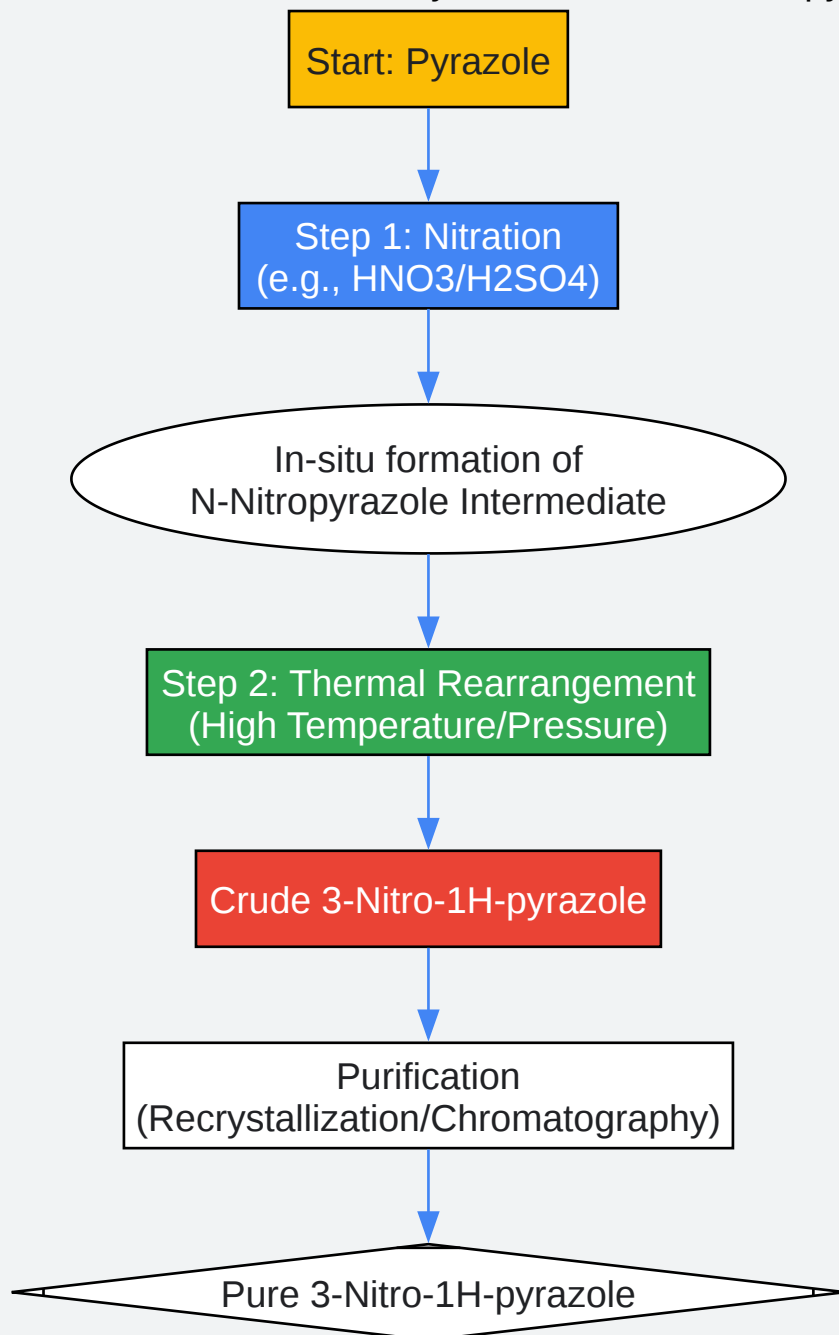 Start: Pyrazole
Step 1: Nitration
(e.g., HNO3/H2SO4)
In-situ formation of
N-Nitropyrazole Intermediate
Step 2: Thermal Rearrangement
(High Temperature/Pressure)
Crude 3-Nitro-1H-pyrazole
Purification
(Recrystallization/Chromatography)
Pure 3-Nitro-1H-pyrazole